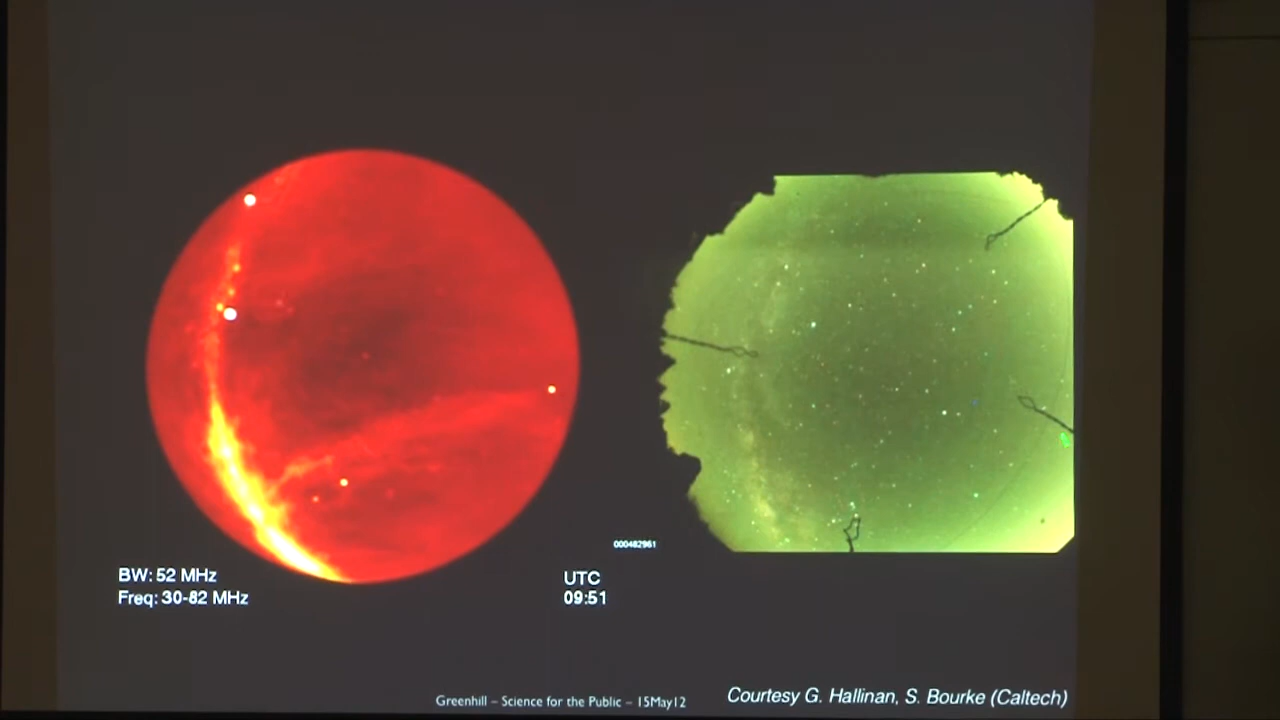 000482961
BW: 52 MHz
Freq: 30-82 MHz
UTC
09:51
Greenhill – Science for the Public – 15May12
Courtesy G. Hallinan, S. Bourke (Caltech)